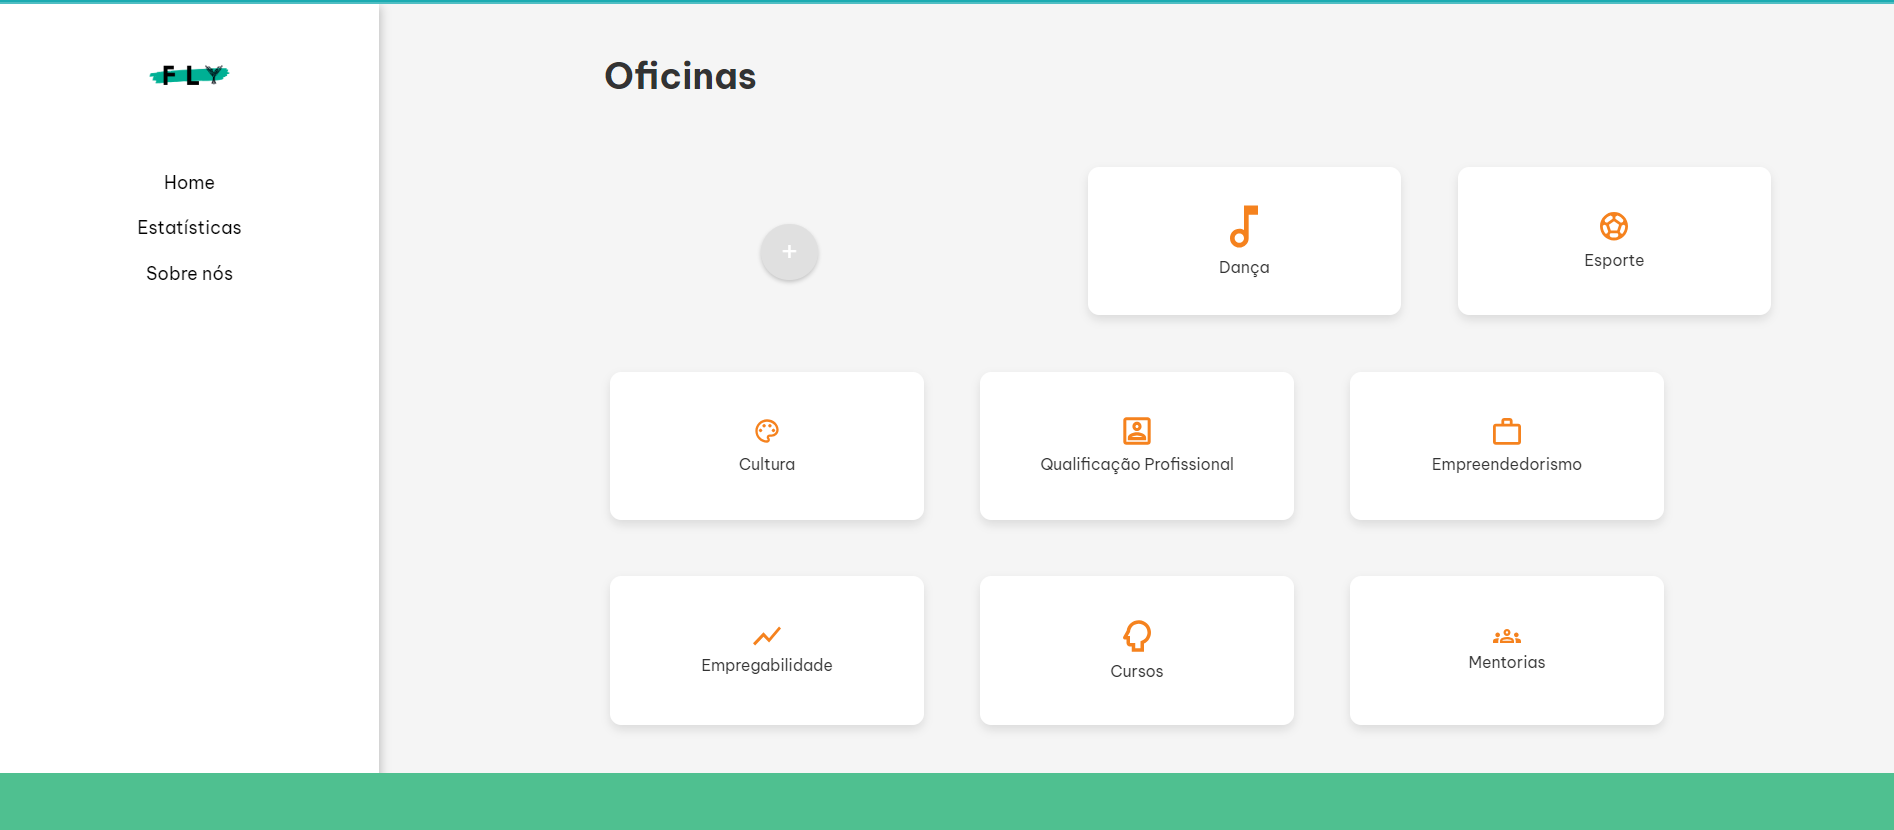 FLY
Home
Estatísticas
Sobre nós
Oficinas
+
Dança
Esporte
Cultura
Qualificação Profissional
Empreendedorismo
Empregabilidade
Cursos
Mentorias